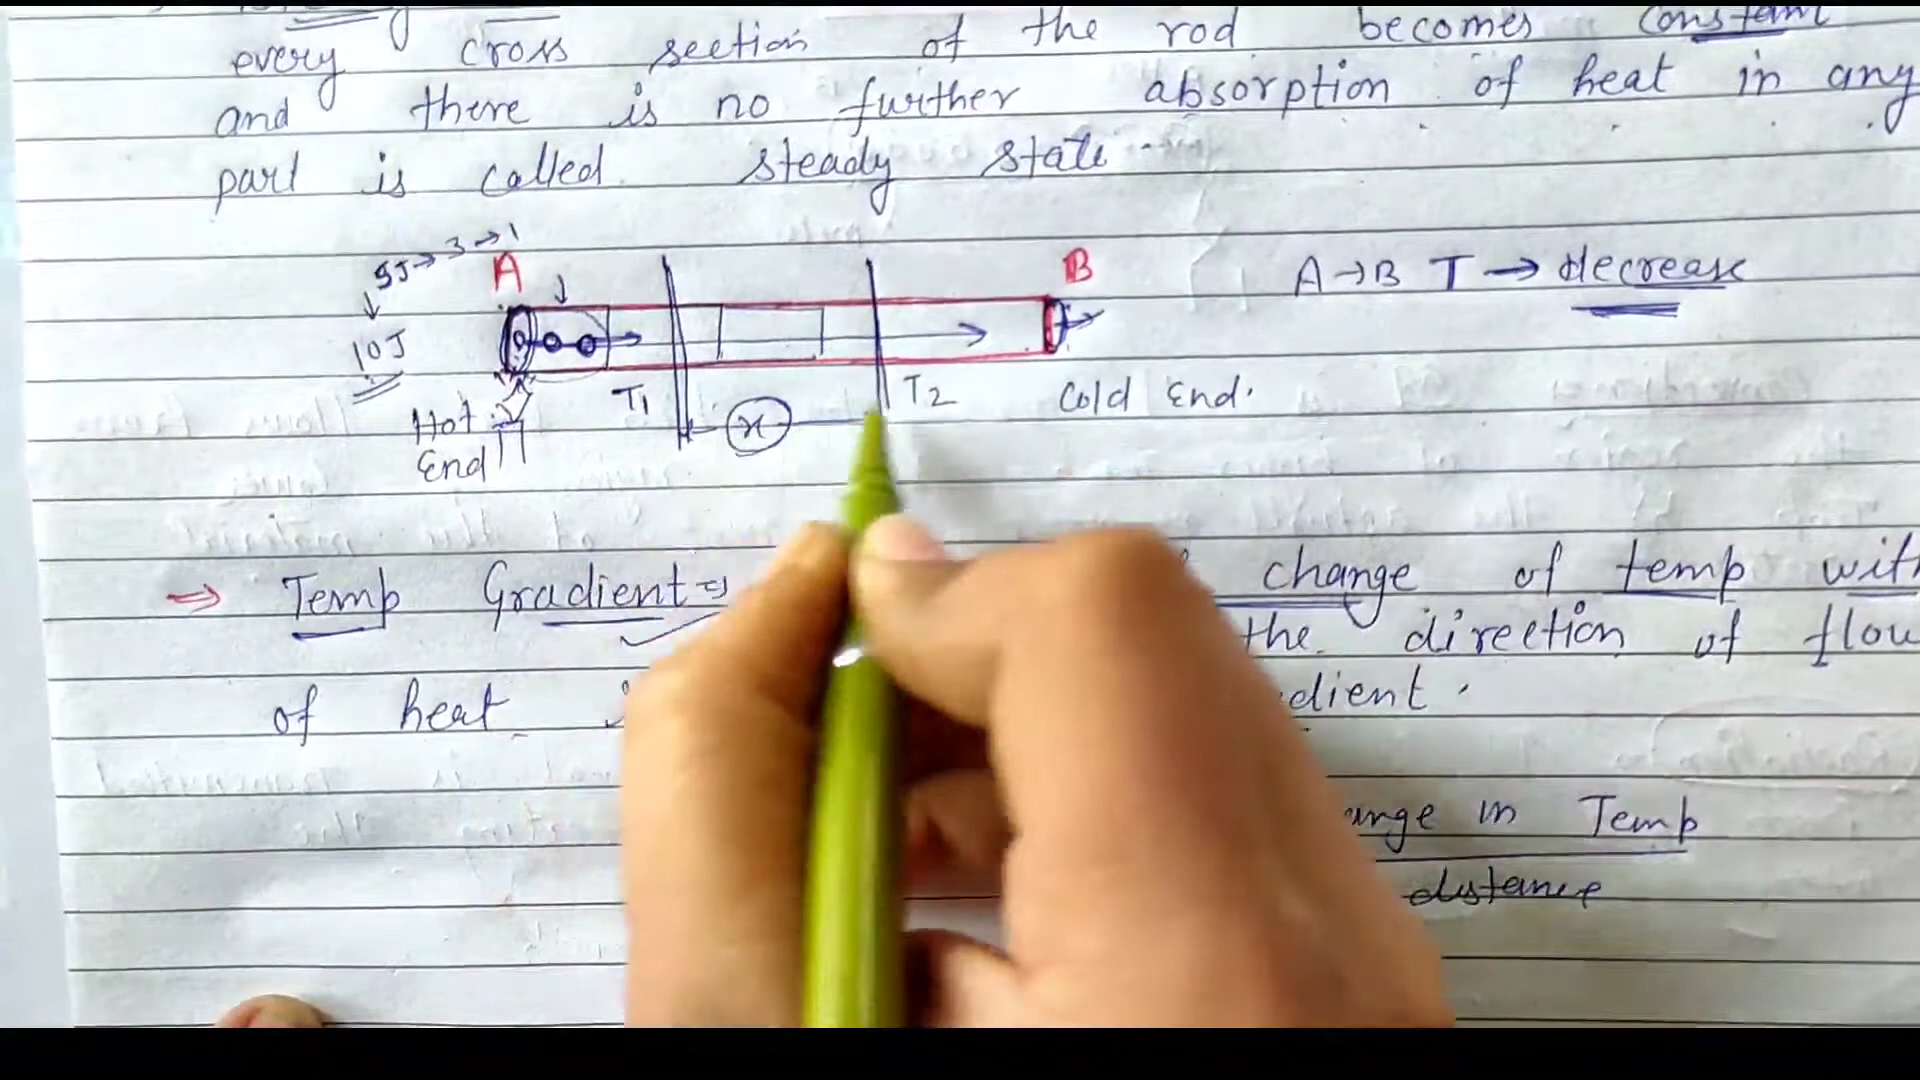 every cross section of the rod becomes constant
and there is no further absorption of heat in any
part is called steady state
5J→ 3 →1
A
B
A→B T → decrease
10J
T1
T2
Cold End.
x
Hot
End
⇒ Temp Gradient ⇒ change of temp with
the direction of flow
of heat
in Temp
distance